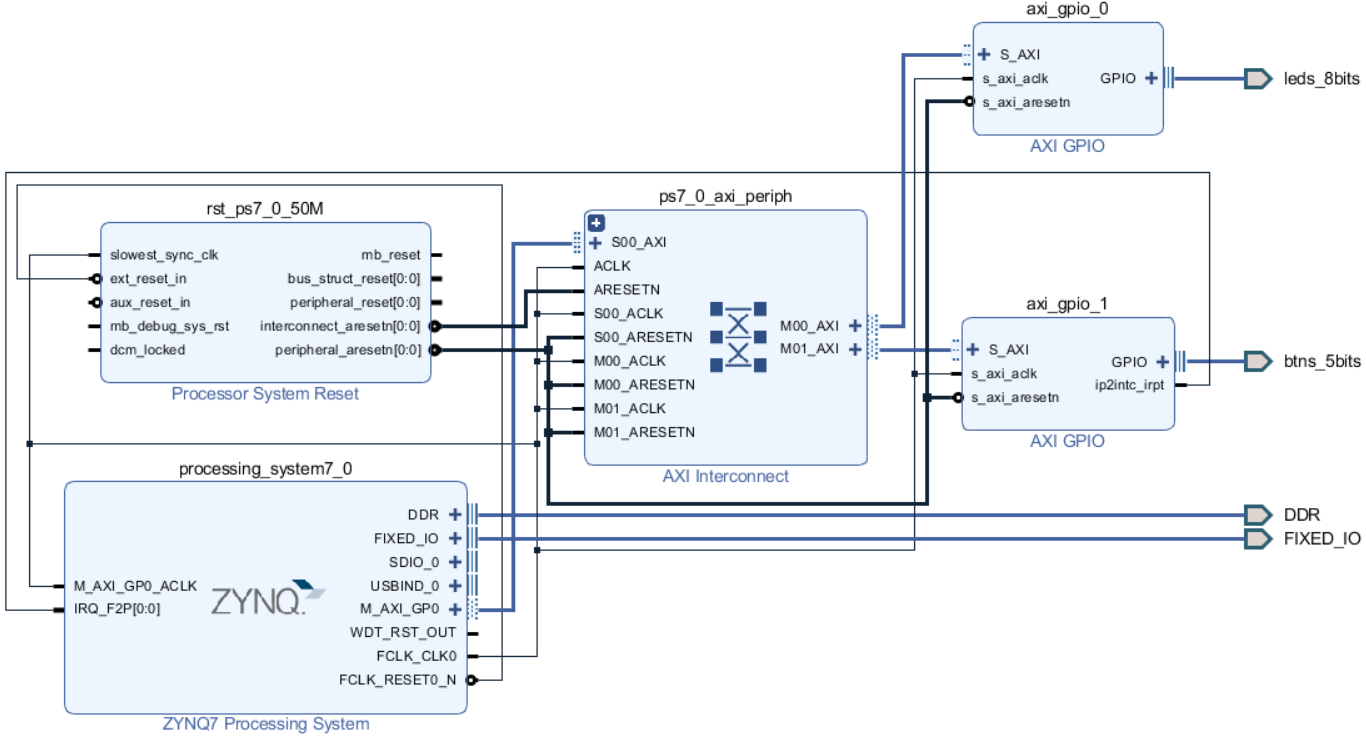 axi_gpio_0
S_AXI
s_axi_aclk
s_axi_aresetn
GPIO
AXI GPIO
leds_8bits
rst_ps7_0_50M
slowest_sync_clk
ext_reset_in
aux_reset_in
mb_debug_sys_rst
dcm_locked
mb_reset
bus_struct_reset[0:0]
peripheral_reset[0:0]
interconnect_aresetn[0:0]
peripheral_aresetn[0:0]
Processor System Reset
ps7_0_axi_periph
S00_AXI
ACLK
ARESETN
S00_ACLK
S00_ARESETN
M00_ACLK
M00_ARESETN
M01_ACLK
M01_ARESETN
M00_AXI
M01_AXI
AXI Interconnect
axi_gpio_1
S_AXI
s_axi_aclk
s_axi_aresetn
GPIO
ip2intc_irpt
AXI GPIO
btns_5bits
processing_system7_0
M_AXI_GP0_ACLK
IRQ_F2P[0:0]
ZYNQ.
DDR
FIXED_IO
SDIO_0
USBIND_0
M_AXI_GP0
WDT_RST_OUT
FCLK_CLK0
FCLK_RESET0_N
ZYNQ7 Processing System
DDR
FIXED_IO